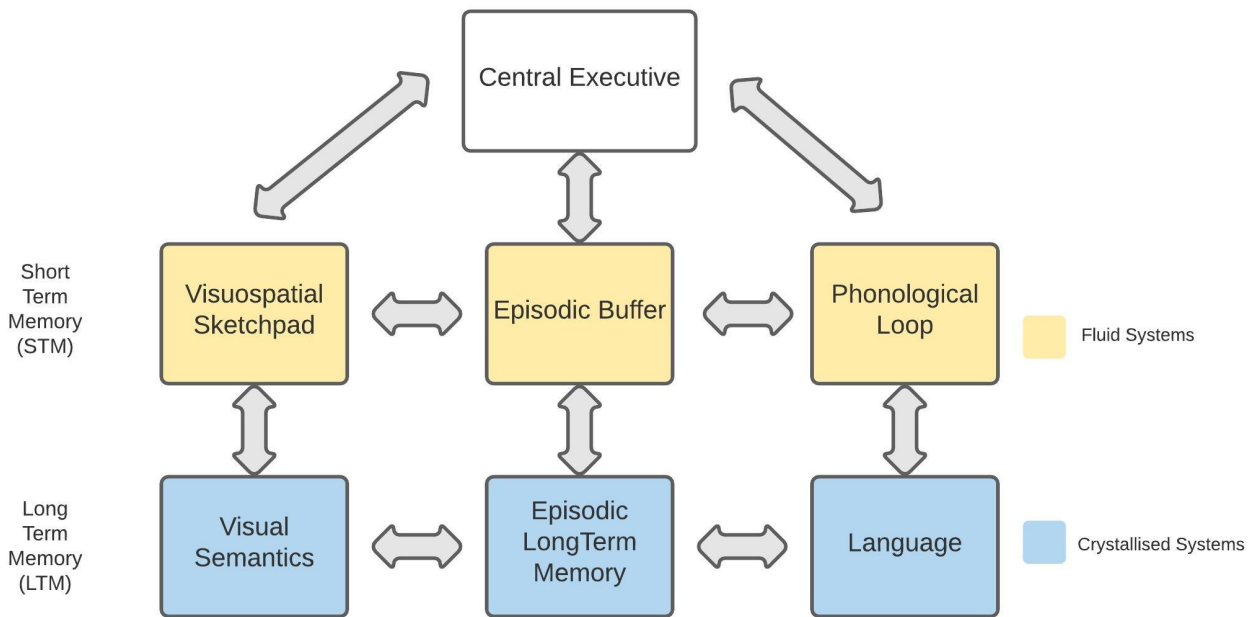 Central Executive
Short
Term
Memory
(STM)
Visuospatial
Sketchpad
Episodic Buffer
Phonological
Loop
Fluid Systems
Long
Term
Memory
(LTM)
Visual
Semantics
Episodic
LongTerm
Memory
Language
Crystallised Systems